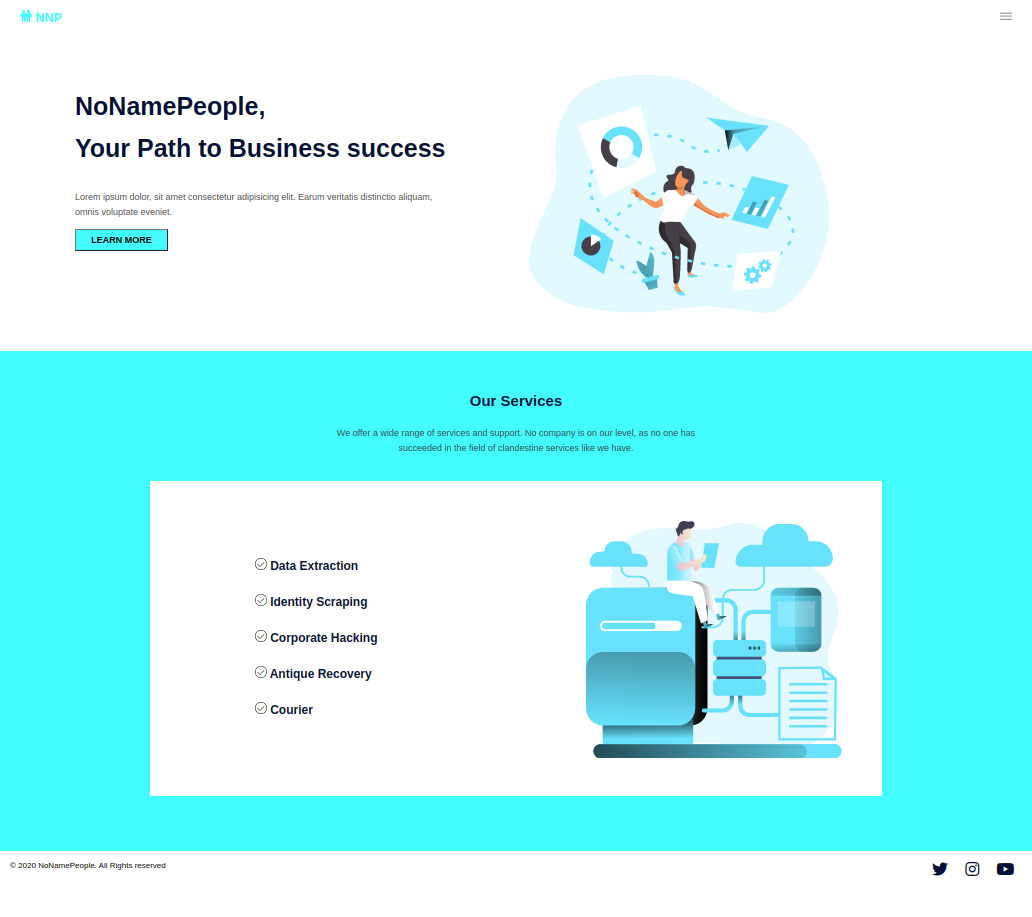 NNP
NoNamePeople,
Your Path to Business success
Lorem ipsum dolor, sit amet consectetur adipisicing elit. Earum veritatis distinctio aliquam,
omnis voluptate eveniet.
LEARN MORE
Our Services
We offer a wide range of services and support. No company is on our level, as no one has
succeeded in the field of clandestine services like we have.
Data Extraction
Identity Scraping
Corporate Hacking
Antique Recovery
Courier
© 2020 NoNamePeople. All Rights reserved